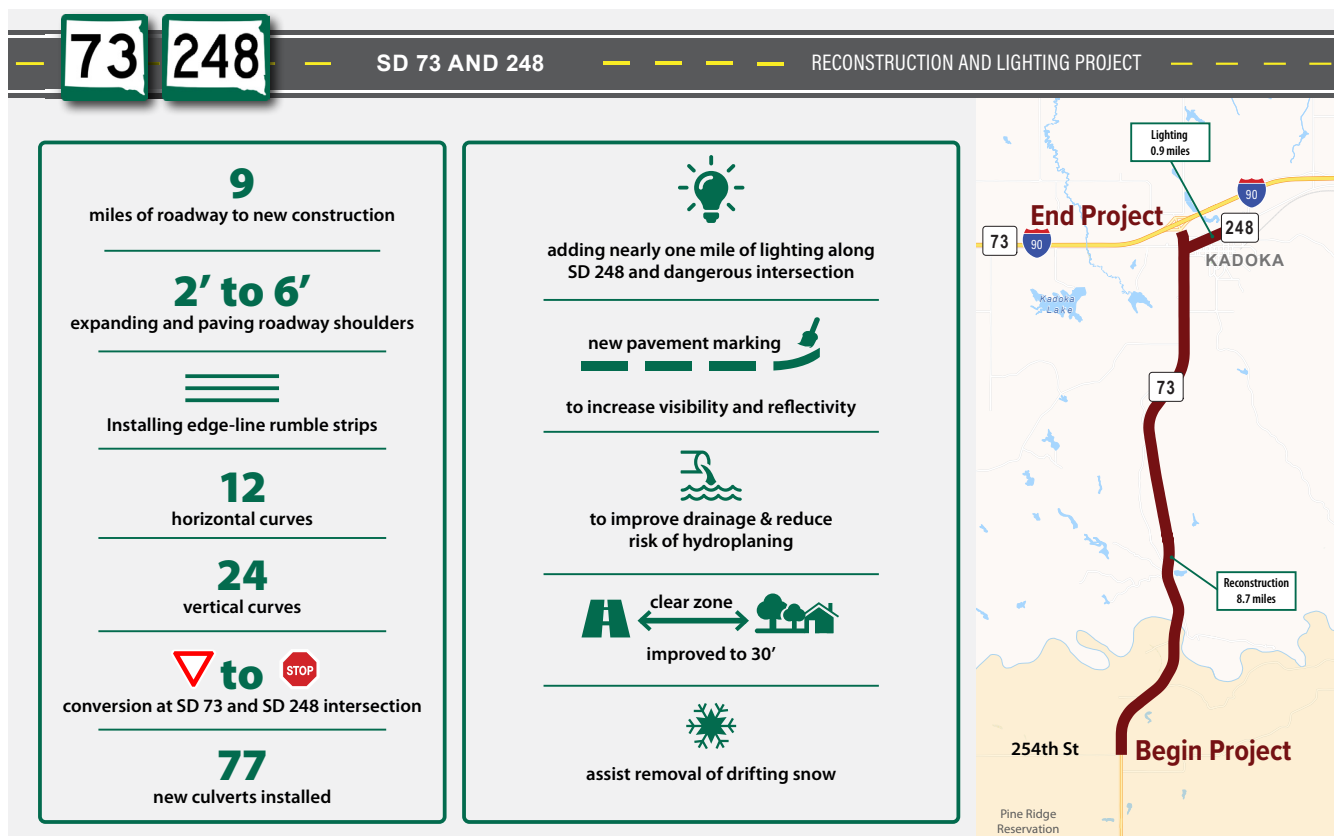 73
248
SD 73 AND 248
RECONSTRUCTION AND LIGHTING PROJECT
9
miles of roadway to new construction
2’ to 6’
expanding and paving roadway shoulders
Installing edge-line rumble strips
12
horizontal curves
24
vertical curves
to
STOP
conversion at SD 73 and SD 248 intersection
77
new culverts installed
adding nearly one mile of lighting along
SD 248 and dangerous intersection
new pavement marking
to increase visibility and reflectivity
to improve drainage & reduce
risk of hydroplaning
clear zone
improved to 30’
assist removal of drifting snow
Lighting
0.9 miles
90
End Project
73
90
248
KADOKA
Kadoka
Lake
73
Reconstruction
8.7 miles
254th St
Begin Project
Pine Ridge
Reservation